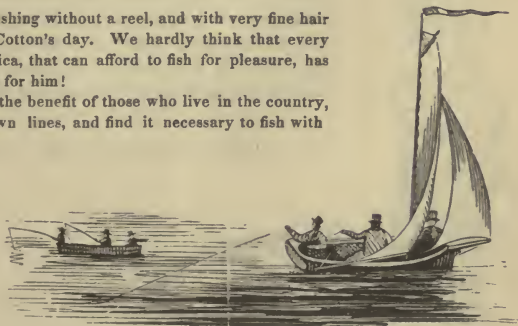 shing without a reel, and with very fine hair
Cotton's day. We hardly think that every
ica, that can afford to fish for pleasure, has
for him!
the benefit of those who live in the country,
wn lines, and find it necessary to fish with